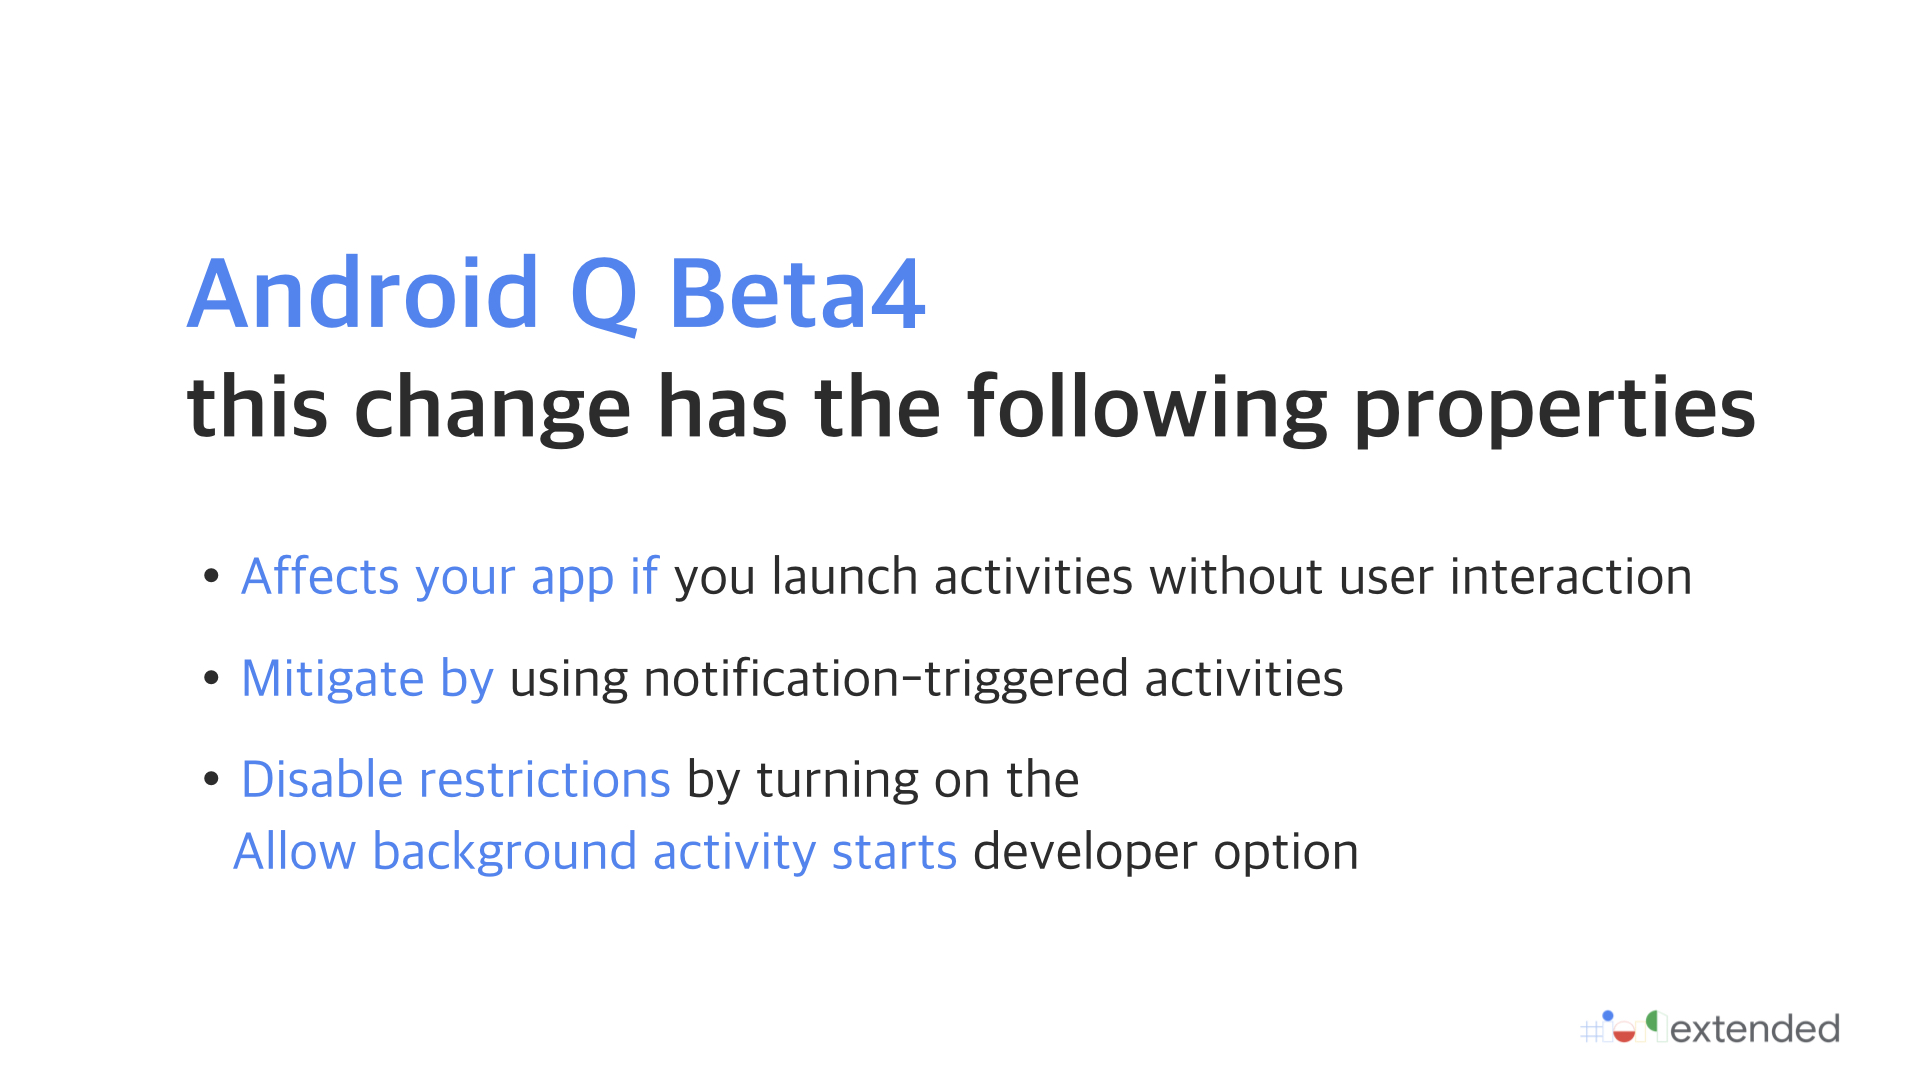 Android Q Beta4
this change has the following properties
• Affects your app if you launch activities without user interaction
• Mitigate by using notification-triggered activities
• Disable restrictions by turning on the
Allow background activity starts developer option
#io19extended